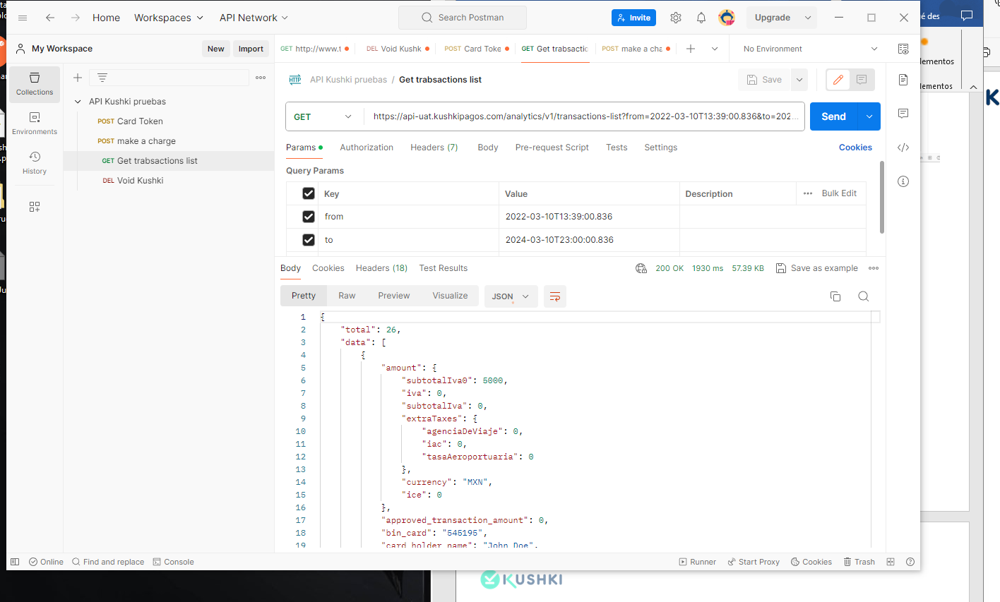 Home
Workspaces
API Network
Search Postman
Invite
Upgrade
é des
My Workspace
New
Import
GET http://www.t
DEL Void Kushk
POST Card Toke
GET Get trabsactic
POST make a cha
No Environment
lementos
lementos
Collections
Environments
History
API Kushki pruebas
POST Card Token
POST make a charge
GET Get trabsactions list
DEL Void Kushki
HTTP API Kushki pruebas / Get trabsactions list
Save
GET
https://api-uat.kushkipagos.com/analytics/v1/transactions-list?from=2022-03-10T13:39:00.836&to=202...
Send
Params
Authorization
Headers (7)
Body
Pre-request Script
Tests
Settings
Cookies
Query Params
Key
Value
Description
Bulk Edit
from
2022-03-10T13:39:00.836
to
2024-03-10T23:00:00.836
Body
Cookies
Headers (18)
Test Results
200 OK
1930 ms
57.39 KB
Save as example
Pretty
Raw
Preview
Visualize
JSON
1 {
2 "total": 26,
3 "data": [
4 {
5 "amount": {
6 "subtotalIva0": 5000,
7 "iva": 0,
8 "subtotalIva": 0,
9 "extraTaxes": {
10 "agenciaDeViaje": 0,
11 "iac": 0,
12 "tasaAeroportuaria": 0
13 },
14 "currency": "MXN",
15 "ice": 0
16 },
17 "approved_transaction_amount": 0,
18 "bin_card": "545195",
19 "card_holder_name": "John Doe",
Online
Find and replace
Console
Runner
Start Proxy
Cookies
Trash
KUSHKI